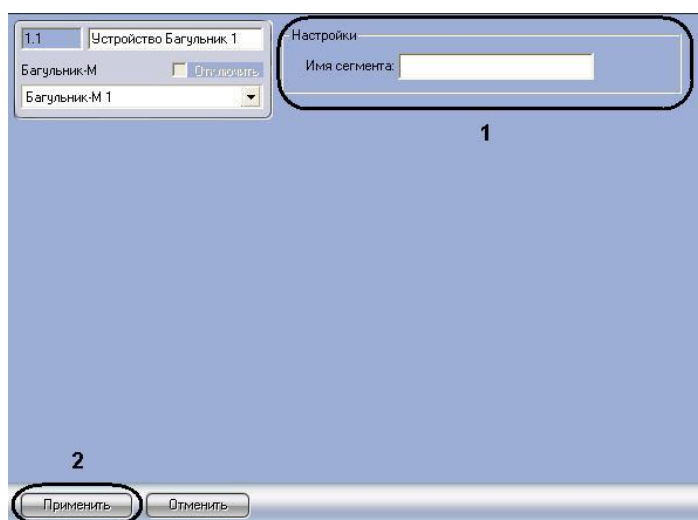 1.1 Устройство Багульник 1
Багульник-М Отключить
Багульник-М 1
Настройки
Имя сегмента:
1
2
Применить Отменить